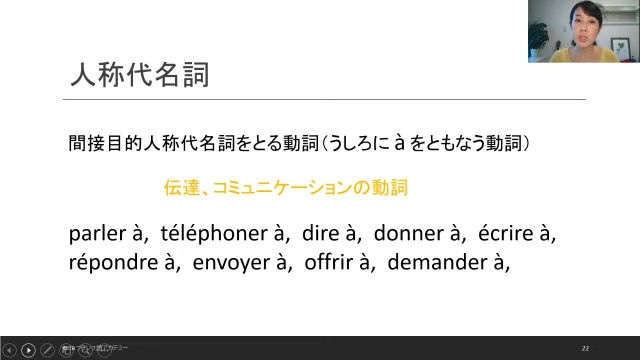 人称代名詞
間接目的人称代名詞をとる動詞（うしろに à をともなう動詞）
伝達、コミュニケーションの動詞
parler à, téléphoner à, dire à, donner à, écrire à,
répondre à, envoyer à, offrir à, demander à,
22